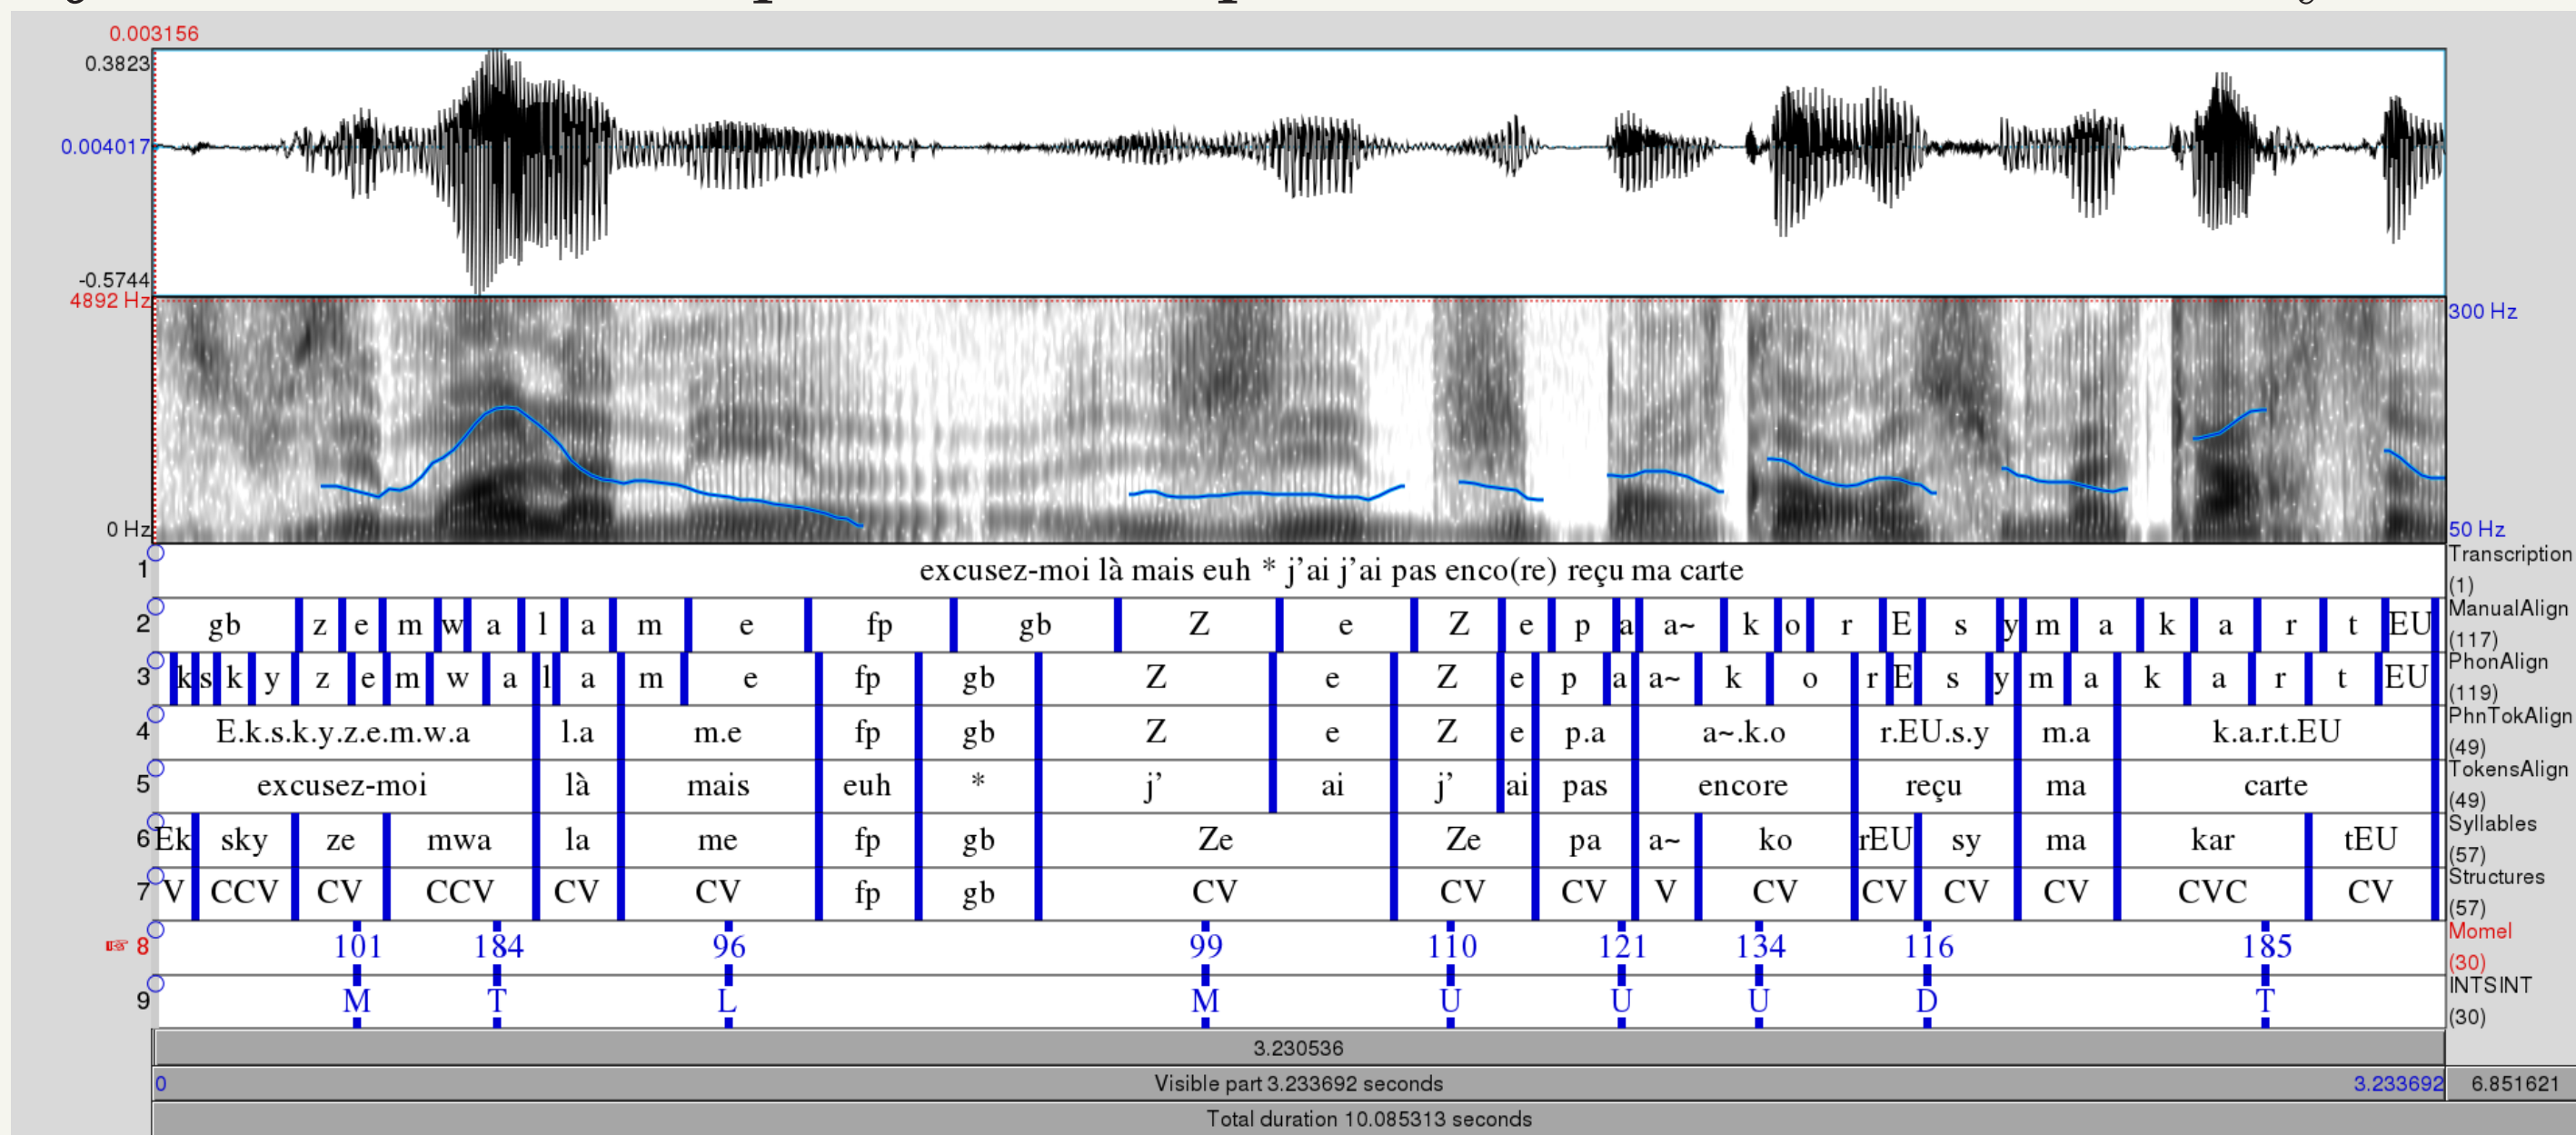 0.003156
0.3823
0.004017
-0.5744
4892 Hz
300 Hz
0 Hz
50 Hz
1 excusez-moi là mais euh * j'ai j'ai pas enco(re) reçu ma carte Transcription (1)
2 gb z e m w a l a m e fp gb Z e Z e p a a~ k o r E s y m a k a r t EU ManualAlign (117)
3 k s k y z e m w a l a m e fp gb Z e Z e p a a~ k o r E s y m a k a r t EU PhonAlign (119)
4 E.k.s.k.y.z.e.m.w.a l.a m.e fp gb Z e Z e p.a a~.k.o r.EU.s.y m.a k.a.r.t.EU PhnTokAlign (49)
5 excusez-moi là mais euh * j' ai j' ai pas encore reçu ma carte TokensAlign (49)
6 Ek sky ze mwa la me fp gb Ze Ze pa a~ ko rEU sy ma kar tEU Syllables (57)
7 V CCV CV CCV CV CV fp gb CV CV CV V CV CV CV CV CVC CV Structures (57)
☞ 8 101 184 96 99 110 121 134 116 185 Momel (30)
9 M T L M U U U D T INTSINT (30)
3.230536
0 Visible part 3.233692 seconds 3.233692 6.851621
Total duration 10.085313 seconds